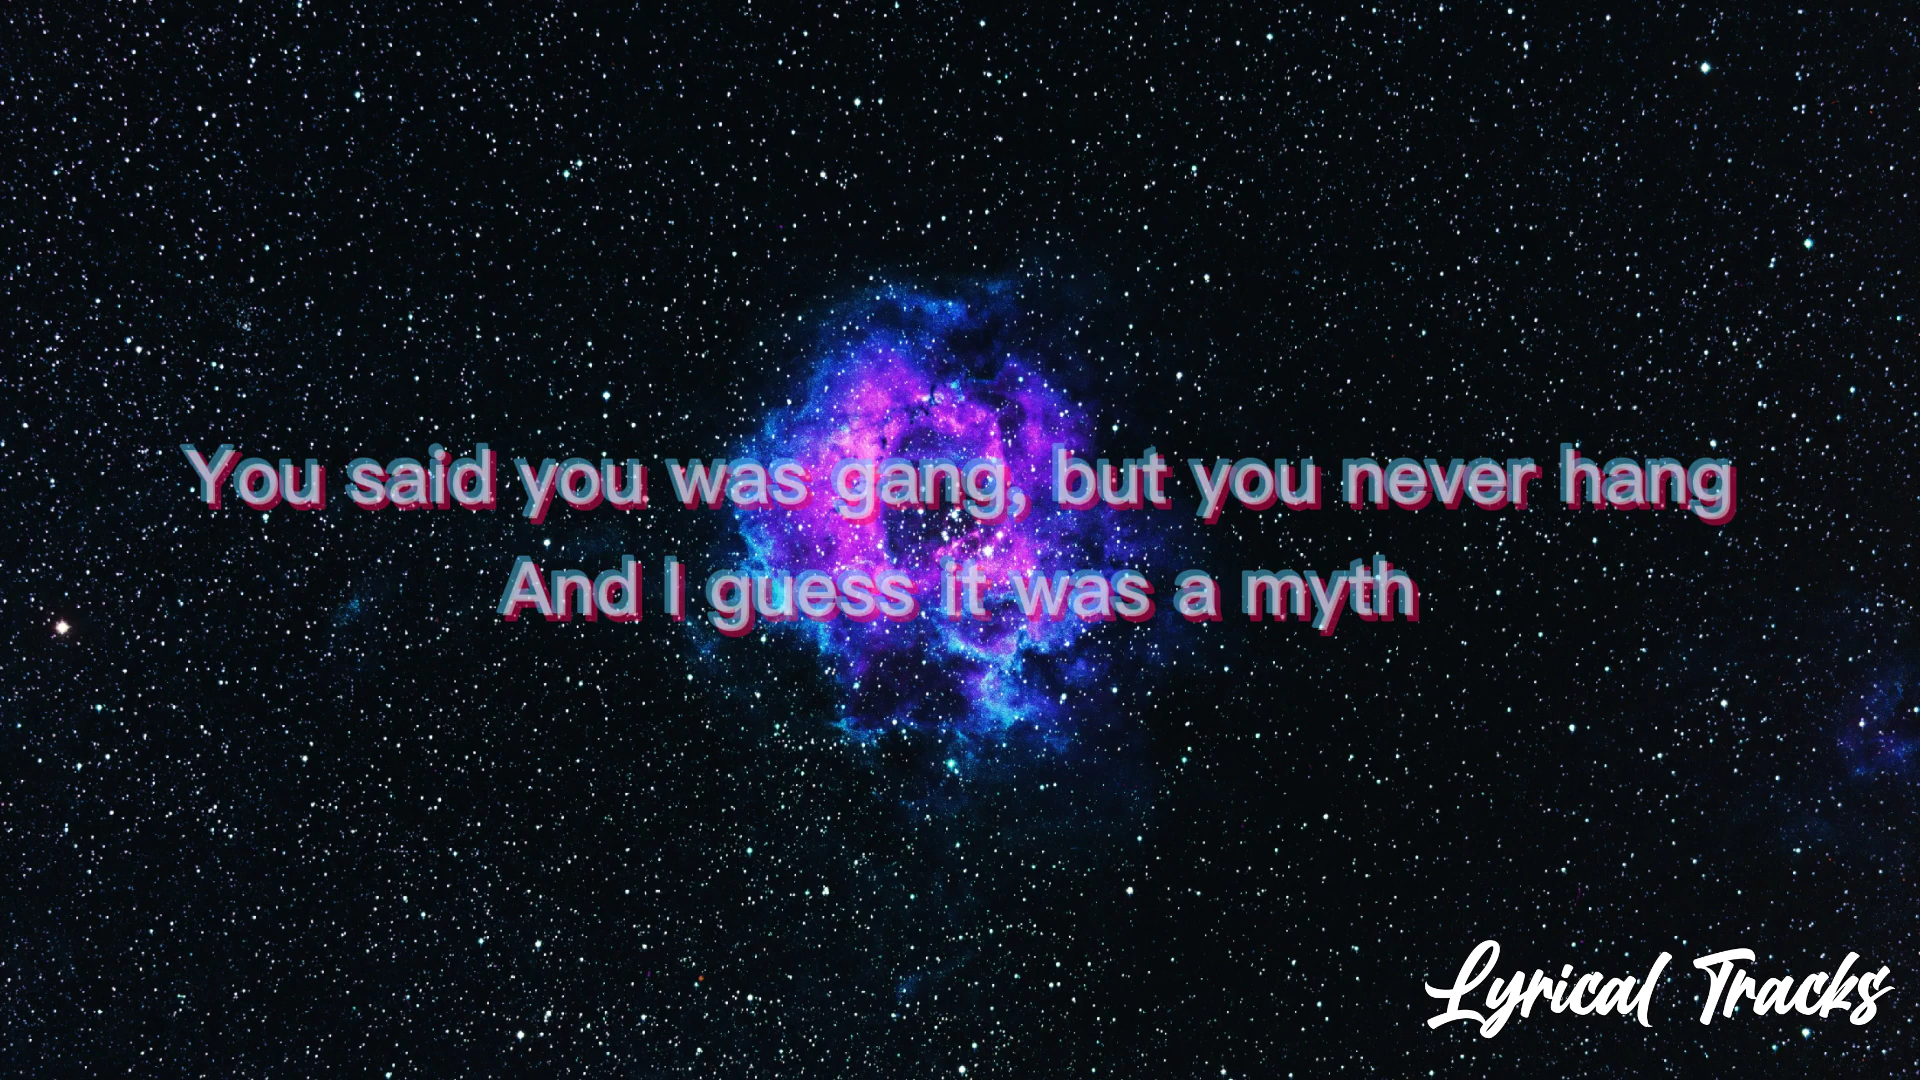 You said you was gang, but you never hang
And I guess it was a myth
Lyrical Tracks